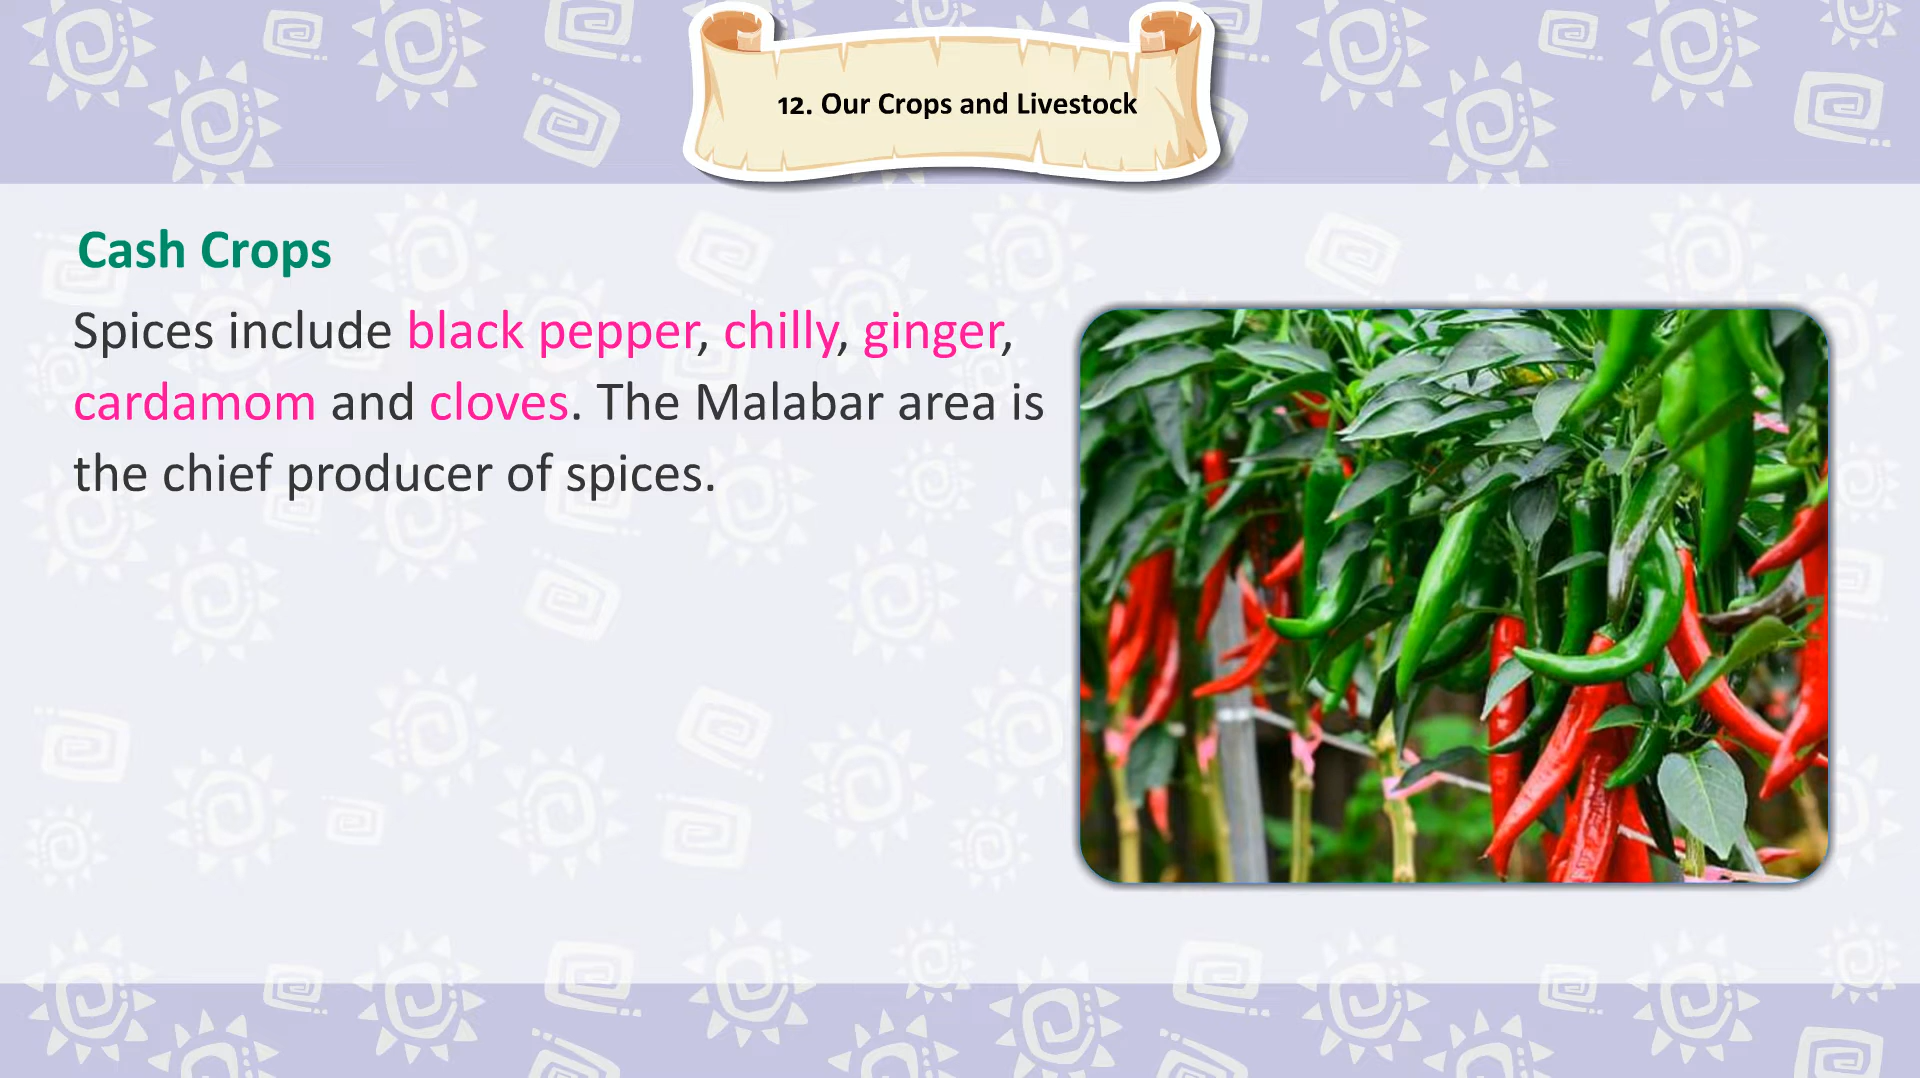 12. Our Crops and Livestock
Cash Crops
Spices include black pepper, chilly, ginger,
cardamom and cloves. The Malabar area is
the chief producer of spices.